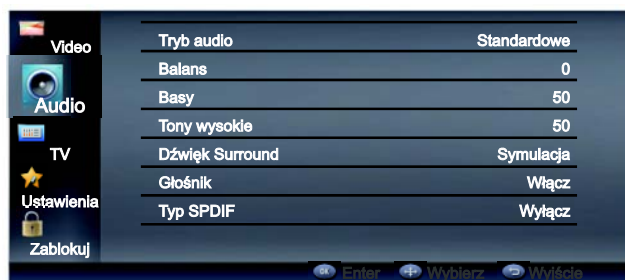 Video
Audio
TV
Ustawienia
Zablokuj
Tryb audio Standardowe
Balans 0
Basy 50
Tony wysokie 50
Dźwięk Surround Symulacja
Głośnik Włącz
Typ SPDIF Wyłącz
OK Enter Wybierz Wyjście